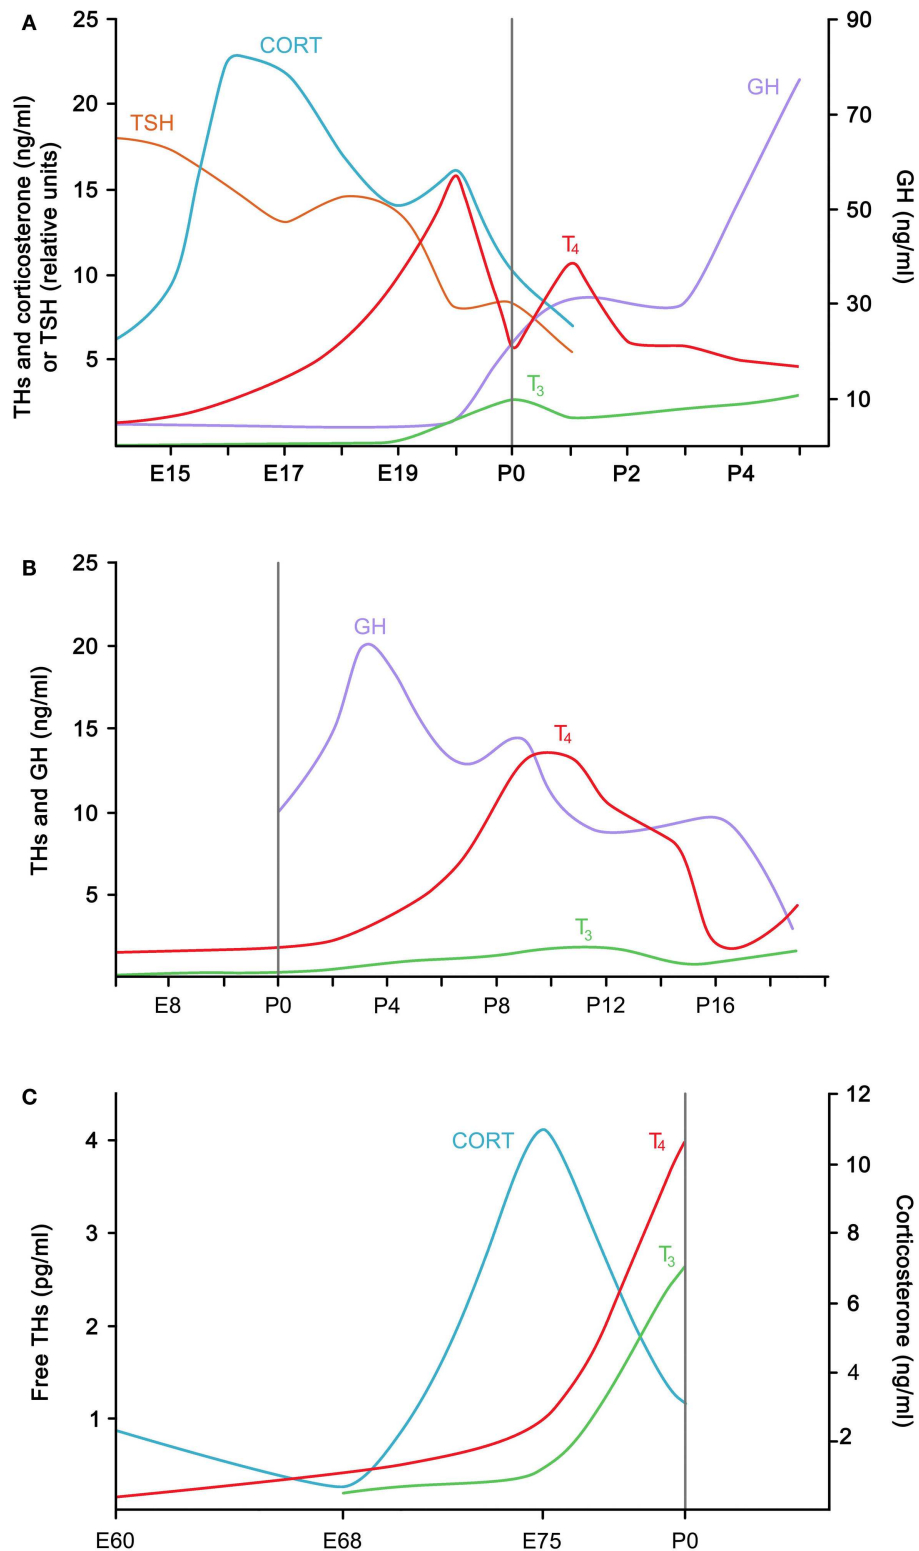 A
25
20
15
10
5
THs and corticosterone (ng/ml)
or TSH (relative units)
CORT
TSH
GH
T4
T3
90
70
50
30
10
GH (ng/ml)
E15 E17 E19 P0 P2 P4
B
25
20
15
10
5
THs and GH (ng/ml)
GH
T4
T3
E8 P0 P4 P8 P12 P16
C
4
3
2
1
Free THs (pg/ml)
CORT
T4
T3
12
10
8
6
4
2
Corticosterone (ng/ml)
E60 E68 E75 P0